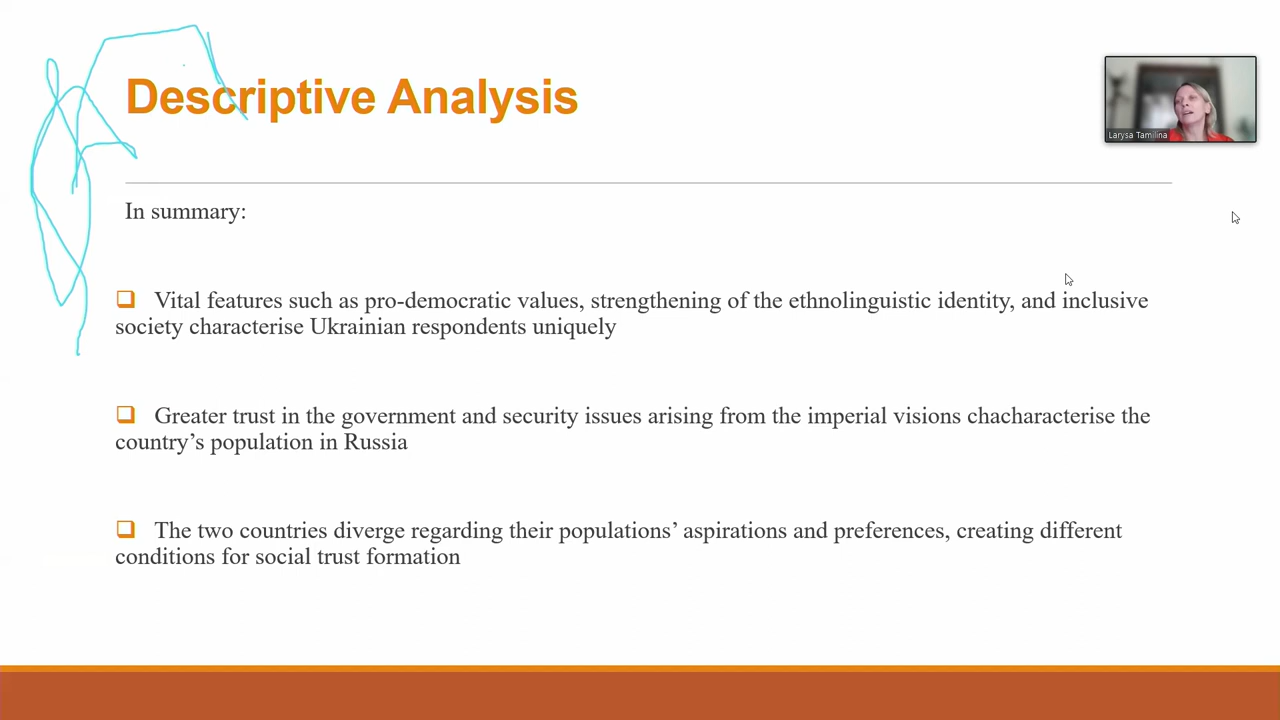 Descriptive Analysis
Larysa Tamilina
In summary:
❑ Vital features such as pro-democratic values, strengthening of the ethnolinguistic identity, and inclusive
society characterise Ukrainian respondents uniquely
❑ Greater trust in the government and security issues arising from the imperial visions chacharacterise the
country’s population in Russia
❑ The two countries diverge regarding their populations’ aspirations and preferences, creating different
conditions for social trust formation